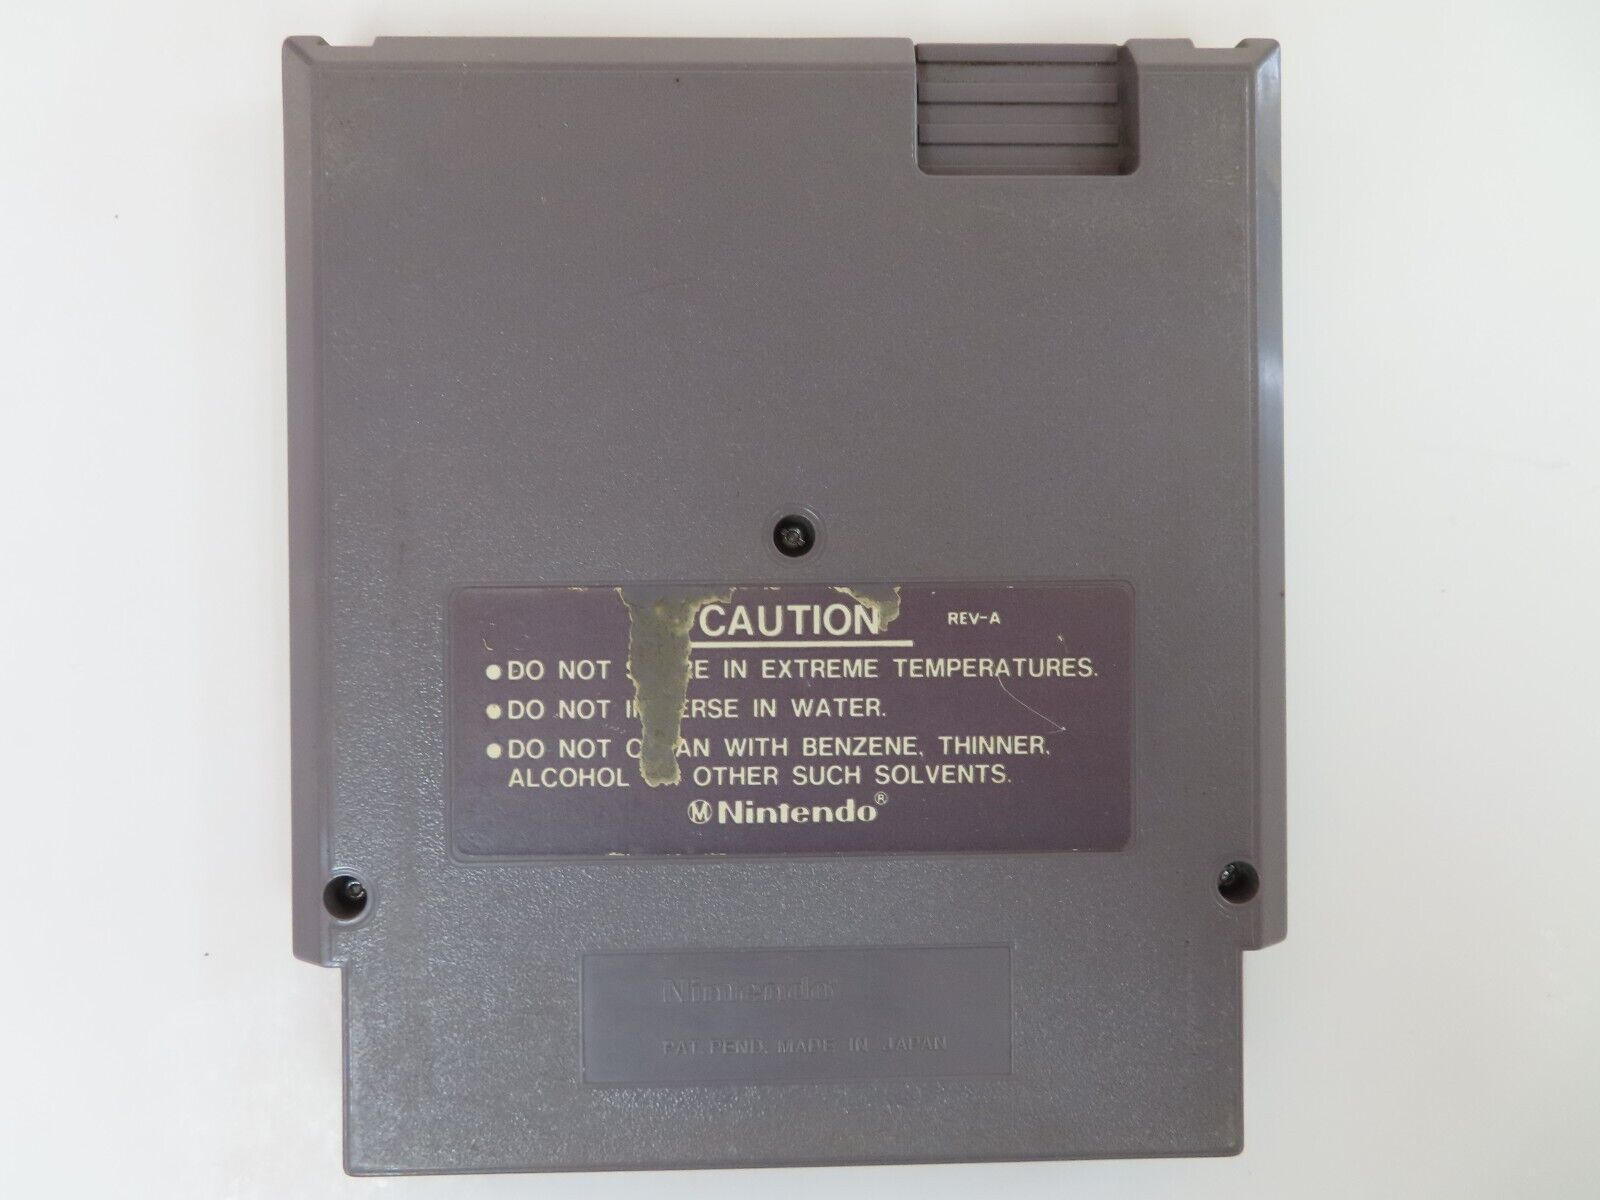 CAUTION REV-A
● DO NOT S RE IN EXTREME TEMPERATURES.
● DO NOT I ERSE IN WATER.
● DO NOT C AN WITH BENZENE, THINNER,
ALCOHOL OTHER SUCH SOLVENTS.
Ⓜ Nintendo®
Nintendo
PAT. PEND. MADE IN JAPAN